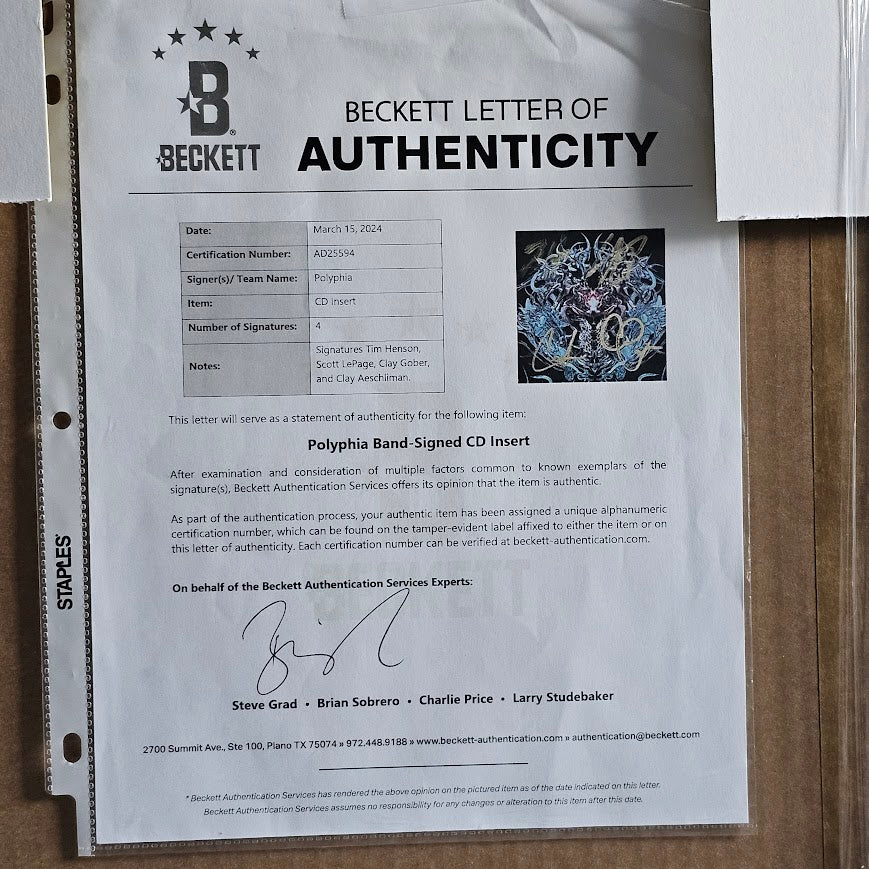 B®
BECKETT
BECKETT LETTER OF
AUTHENTICITY
Date: March 15, 2024
Certification Number: AD25594
Signer(s)/ Team Name: Polyphia
Item: CD insert
Number of Signatures: 4
Notes: Signatures Tim Henson,
Scott LePage, Clay Gober,
and Clay Aeschliman.
This letter will serve as a statement of authenticity for the following item:
Polyphia Band-Signed CD Insert
After examination and consideration of multiple factors common to known exemplars of the
signature(s), Beckett Authentication Services offers its opinion that the item is authentic.
As part of the authentication process, your authentic item has been assigned a unique alphanumeric
certification number, which can be found on the tamper-evident label affixed to either the item or on
this letter of authenticity. Each certification number can be verified at beckett-authentication.com.
STAPLES
On behalf of the Beckett Authentication Services Experts:
BECKETT
Steve Grad • Brian Sobrero • Charlie Price • Larry Studebaker
2700 Summit Ave., Ste 100, Plano TX 75074 » 972.448.9188 » www.beckett-authentication.com » authentication@beckett.com
* Beckett Authentication Services has rendered the above opinion on the pictured item as of the date indicated on this letter.
Beckett Authentication Services assumes no responsibility for any changes or alteration to this item after this date.